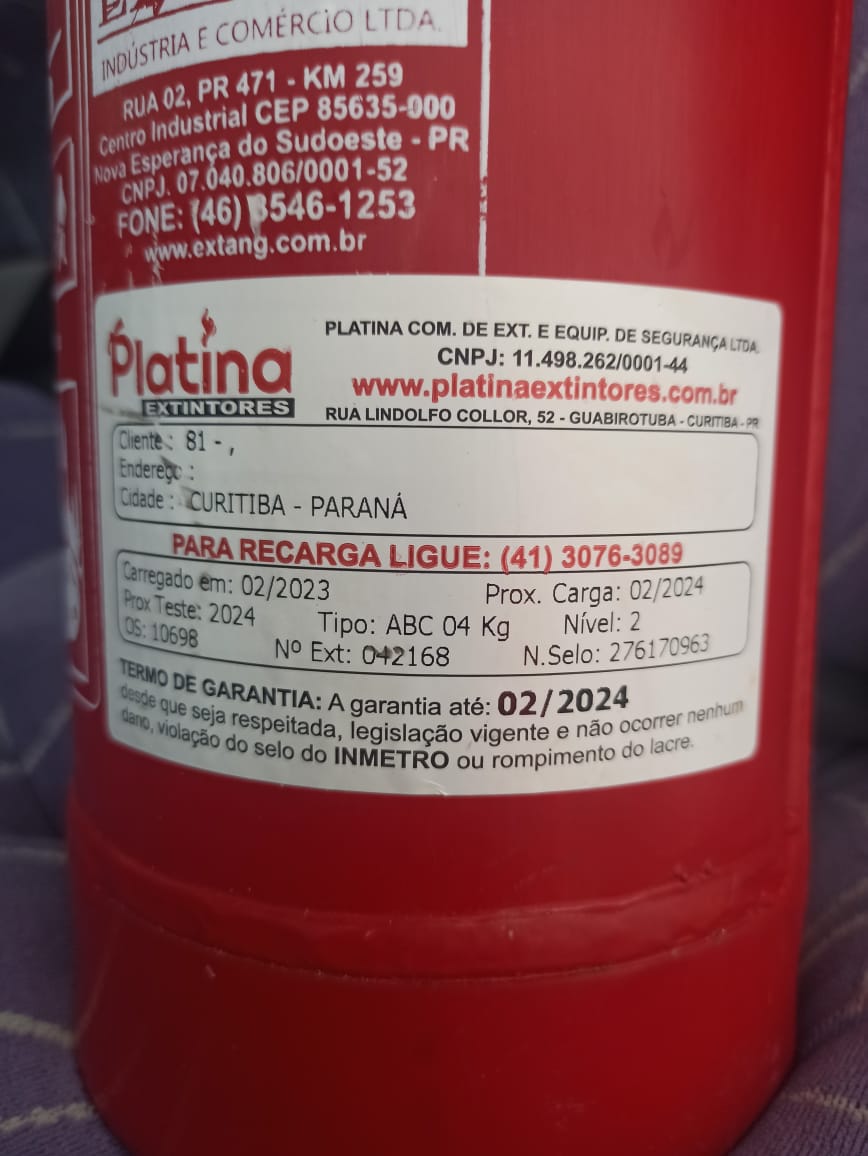 INDÚSTRIA E COMÉRCIO LTDA.
RUA 02, PR 471 - KM 259
Centro Industrial CEP 85635-000
Nova Esperança do Sudoeste - PR
CNPJ. 07.040.806/0001-52
FONE: (46) 3546-1253
www.extang.com.br
Platina
EXTINTORES
PLATINA COM. DE EXT. E EQUIP. DE SEGURANÇA LTDA.
CNPJ: 11.498.262/0001-44
www.platinaextintores.com.br
RUA LINDOLFO COLLOR, 52 - GUABIROTUBA - CURITIBA - PR
Cliente : 81 - ,
Endereço :
Cidade : CURITIBA - PARANÁ
PARA RECARGA LIGUE: (41) 3076-3089
Carregado em: 02/2023 Prox. Carga: 02/2024
Prox Teste: 2024 Tipo: ABC 04 Kg Nível: 2
OS: 10698 Nº Ext: 042168 N.Selo: 276170963
TERMO DE GARANTIA: A garantia até: 02/2024
desde que seja respeitada, legislação vigente e não ocorrer nenhum
dano, violação do selo do INMETRO ou rompimento do lacre.